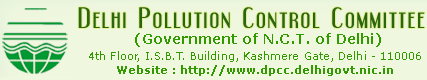 DELHI POLLUTION CONTROL COMMITTEE
(Government of N.C.T. of Delhi)
4th Floor, I.S.B.T. Building, Kashmere Gate, Delhi - 110006
Website : http://www.dpcc.delhigovt.nic.in